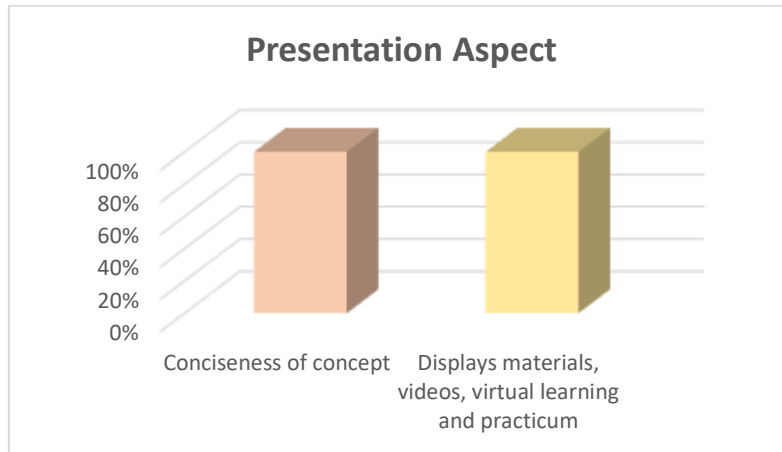 Presentation Aspect
100%
80%
60%
40%
20%
0%
Conciseness of concept
Displays materials,
videos, virtual learning
and practicum